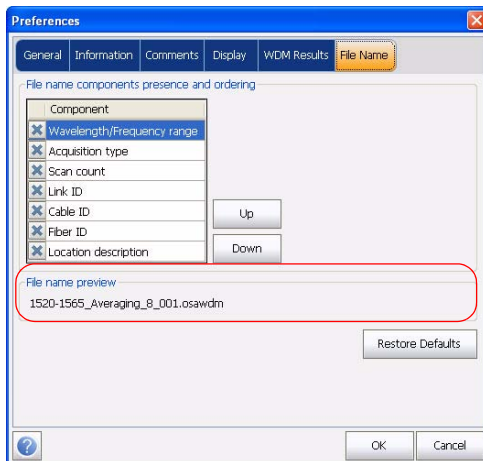 Preferences
General Information Comments Display WDM Results File Name
File name components presence and ordering
Component
Wavelength/Frequency range
Acquisition type
Scan count
Link ID
Cable ID
Fiber ID
Location description
Up
Down
File name preview
1520-1565_Averaging_8_001.osawdm
Restore Defaults
?
OK Cancel